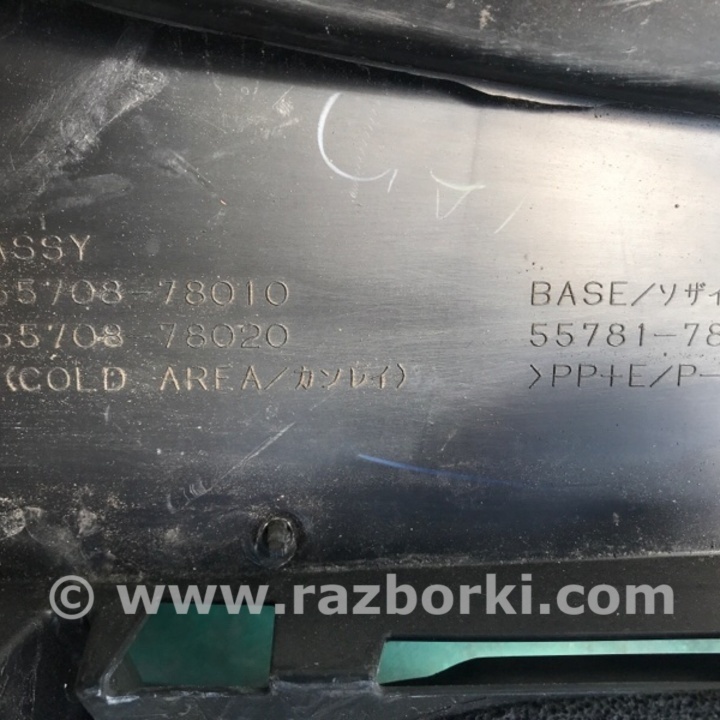 ASSY
55708-78010
55708-78020
(COLD AREA/カンレイ)
BASE/ソザイ
55781-78
>PP+E/P-
© www.razborki.com